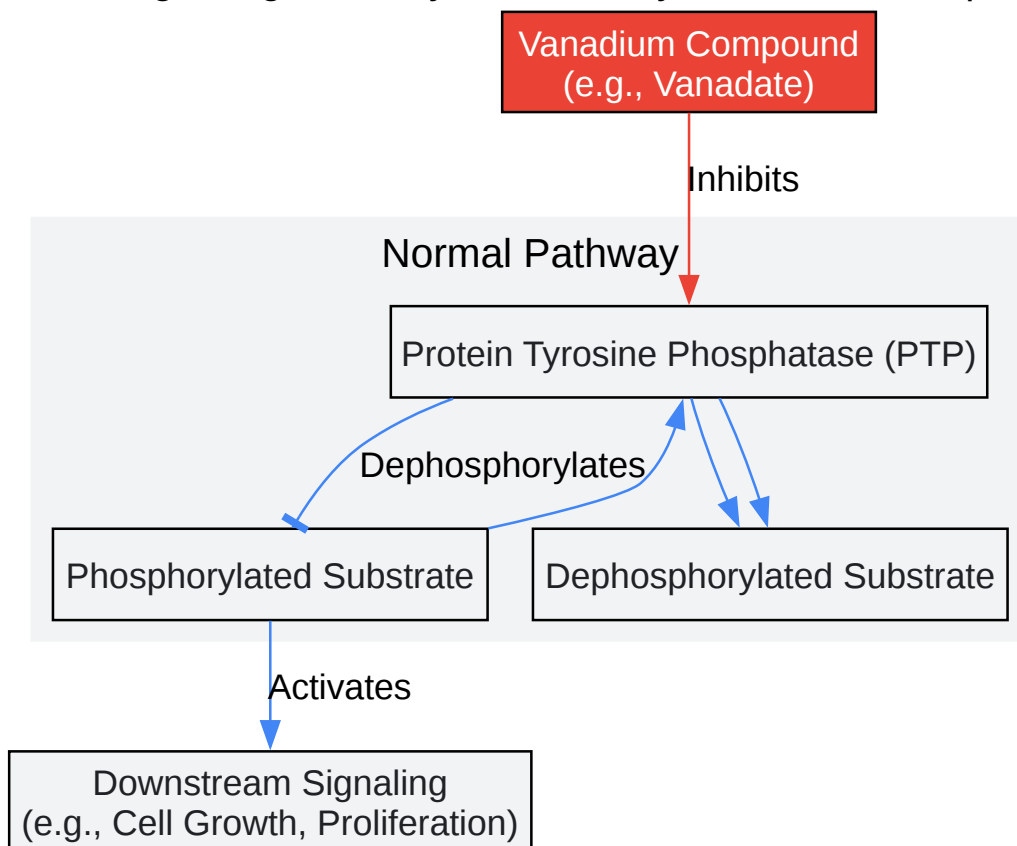 Vanadium Compound
(e.g., Vanadate)
Inhibits
Normal Pathway
Protein Tyrosine Phosphatase (PTP)
Dephosphorylates
Phosphorylated Substrate
Dephosphorylated Substrate
Activates
Downstream Signaling
(e.g., Cell Growth, Proliferation)